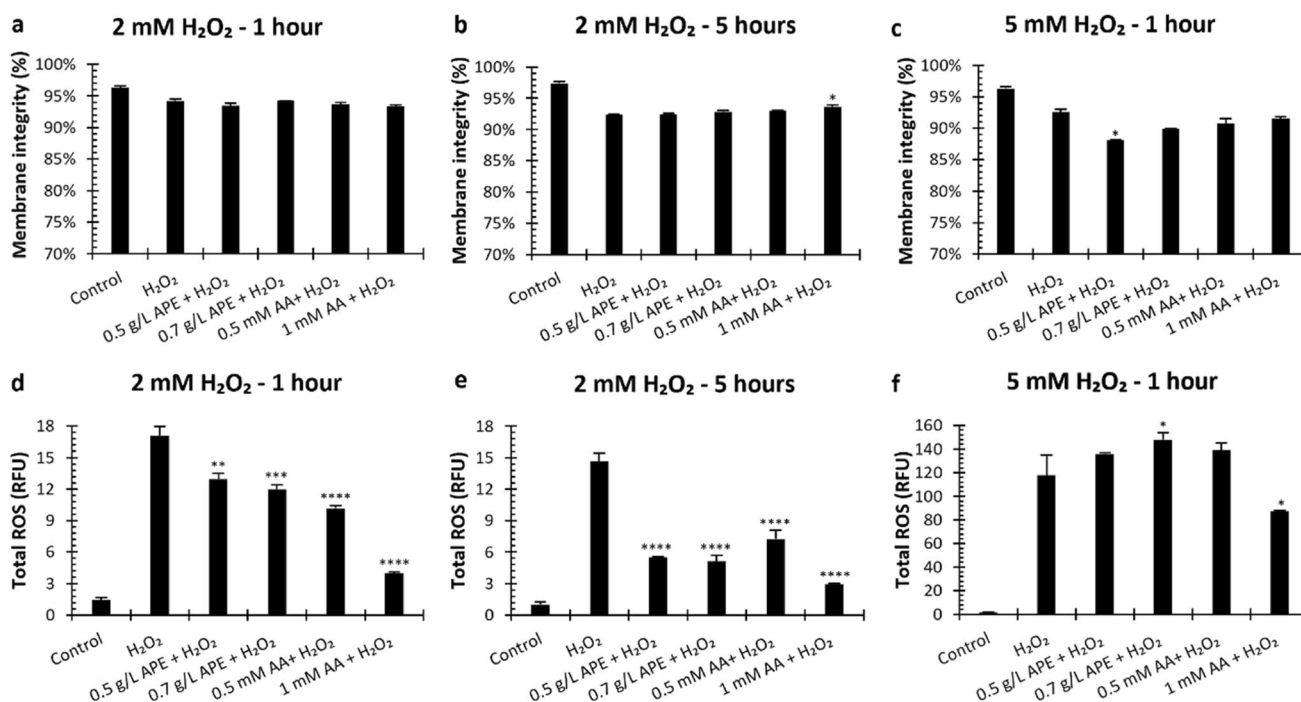 a
2 mM H₂O₂ - 1 hour
Membrane integrity (%)
100%
95%
90%
85%
80%
75%
70%
Control
H₂O₂
0.5 g/L APE + H₂O₂
0.7 g/L APE + H₂O₂
0.5 mM AA+ H₂O₂
1 mM AA + H₂O₂
b
2 mM H₂O₂ - 5 hours
Membrane integrity (%)
100%
95%
90%
85%
80%
75%
70%
*
Control
H₂O₂
0.5 g/L APE + H₂O₂
0.7 g/L APE + H₂O₂
0.5 mM AA+ H₂O₂
1 mM AA + H₂O₂
c
5 mM H₂O₂ - 1 hour
Membrane integrity (%)
100%
95%
90%
85%
80%
75%
70%
*
Control
H₂O₂
0.5 g/L APE + H₂O₂
0.7 g/L APE + H₂O₂
0.5 mM AA+ H₂O₂
1 mM AA + H₂O₂
d
2 mM H₂O₂ - 1 hour
Total ROS (RFU)
18
15
12
9
6
3
0
**
***
****
****
Control
H₂O₂
0.5 g/L APE + H₂O₂
0.7 g/L APE + H₂O₂
0.5 mM AA+ H₂O₂
1 mM AA + H₂O₂
e
2 mM H₂O₂ - 5 hours
Total ROS (RFU)
18
15
12
9
6
3
0
****
****
****
****
Control
H₂O₂
0.5 g/L APE + H₂O₂
0.7 g/L APE + H₂O₂
0.5 mM AA+ H₂O₂
1 mM AA + H₂O₂
f
5 mM H₂O₂ - 1 hour
Total ROS (RFU)
160
140
120
100
80
60
40
20
0
*
*
Control
H₂O₂
0.5 g/L APE + H₂O₂
0.7 g/L APE + H₂O₂
0.5 mM AA+ H₂O₂
1 mM AA + H₂O₂